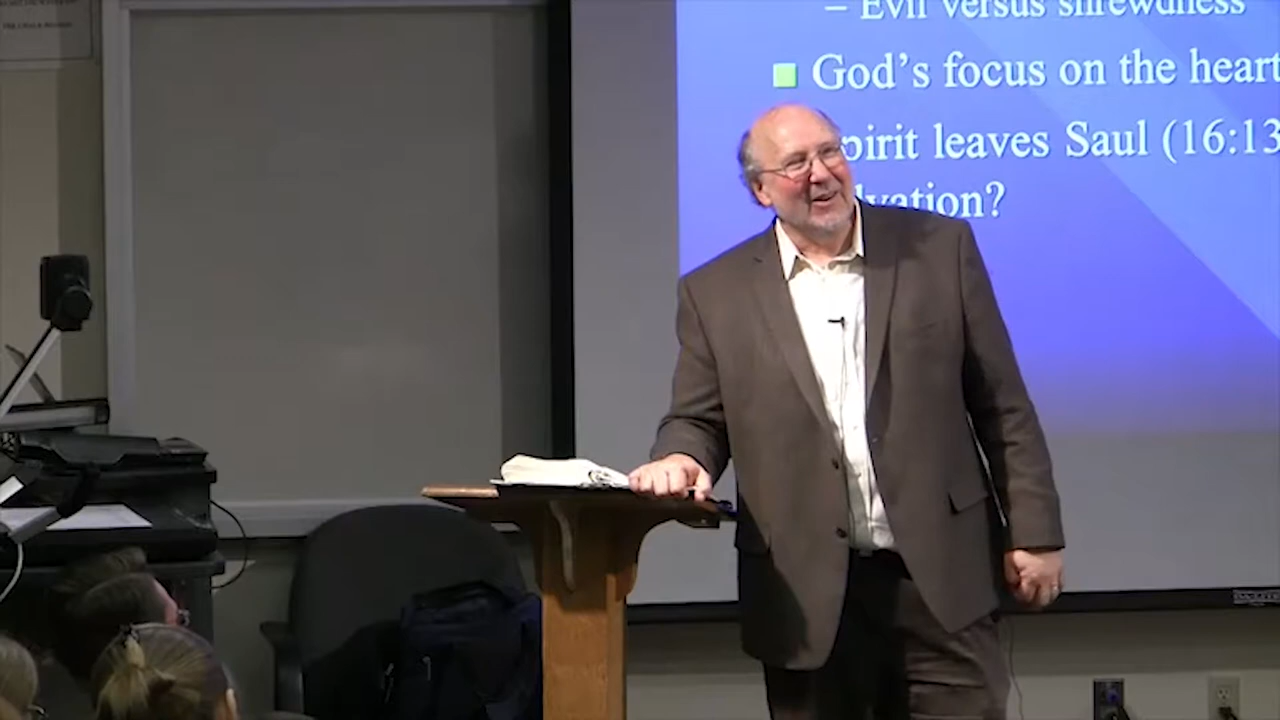 – Evil versus shrewdness
God's focus on the heart
pirit leaves Saul (16:13
lvation?